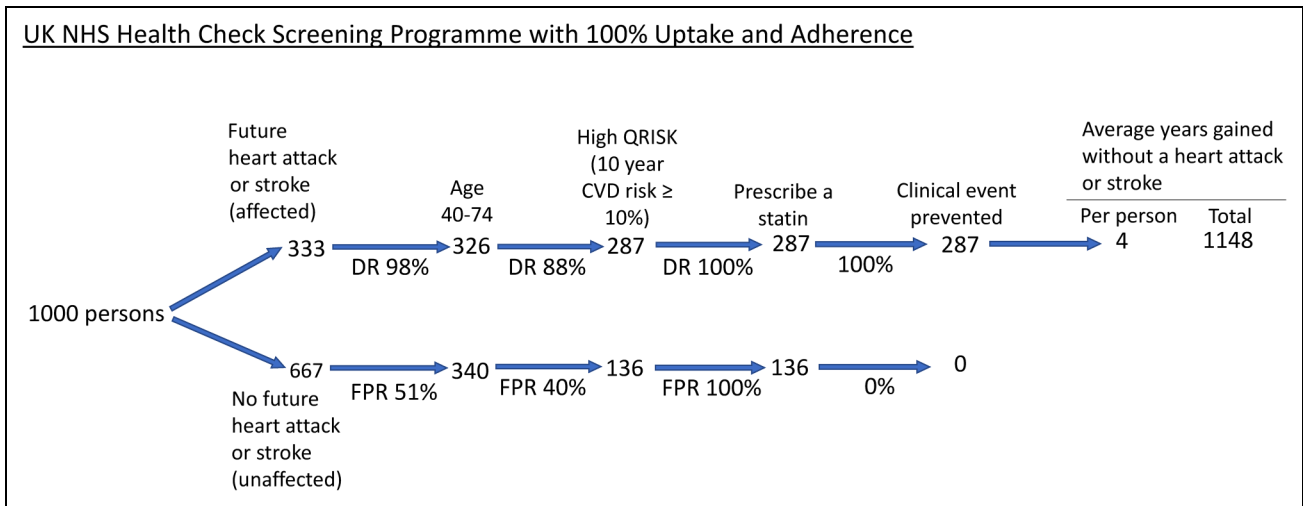 UK NHS Health Check Screening Programme with 100% Uptake and Adherence
Future
heart attack
or stroke
(affected)
Age
40-74
High QRISK
(10 year
CVD risk ≥
10%)
Prescribe a
statin
Clinical event
prevented
Average years gained
without a heart attack
or stroke
Per person Total
333 326 287 287 287 4 1148
DR 98% DR 88% DR 100% 100%
1000 persons
667 340 136 136 0
FPR 51% FPR 40% FPR 100% 0%
No future
heart attack
or stroke
(unaffected)